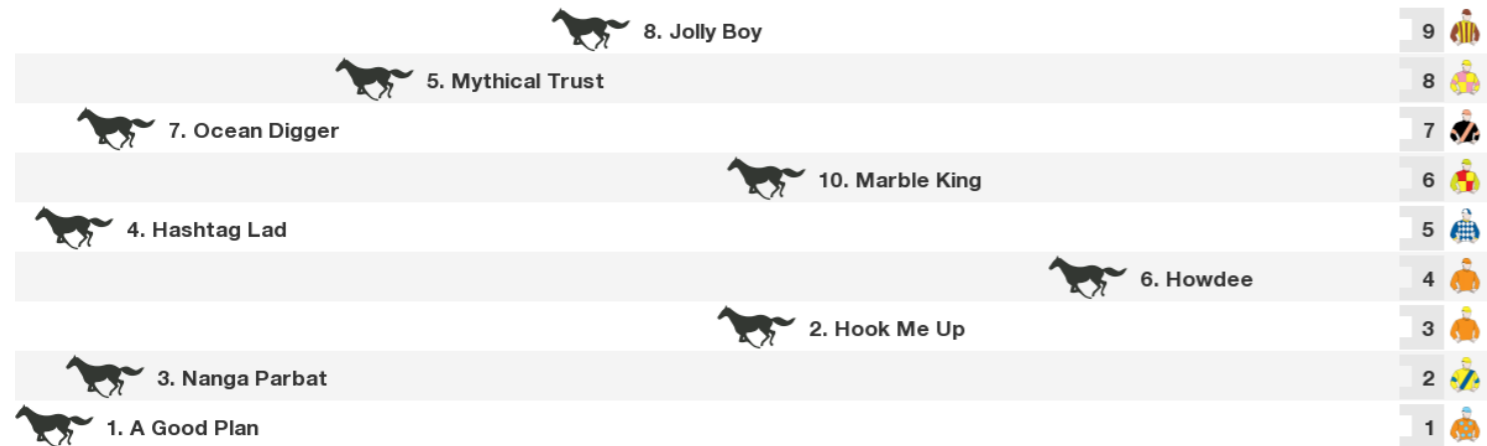 8. Jolly Boy 9
5. Mythical Trust 8
7. Ocean Digger 7
10. Marble King 6
4. Hashtag Lad 5
6. Howdee 4
2. Hook Me Up 3
3. Nanga Parbat 2
1. A Good Plan 1